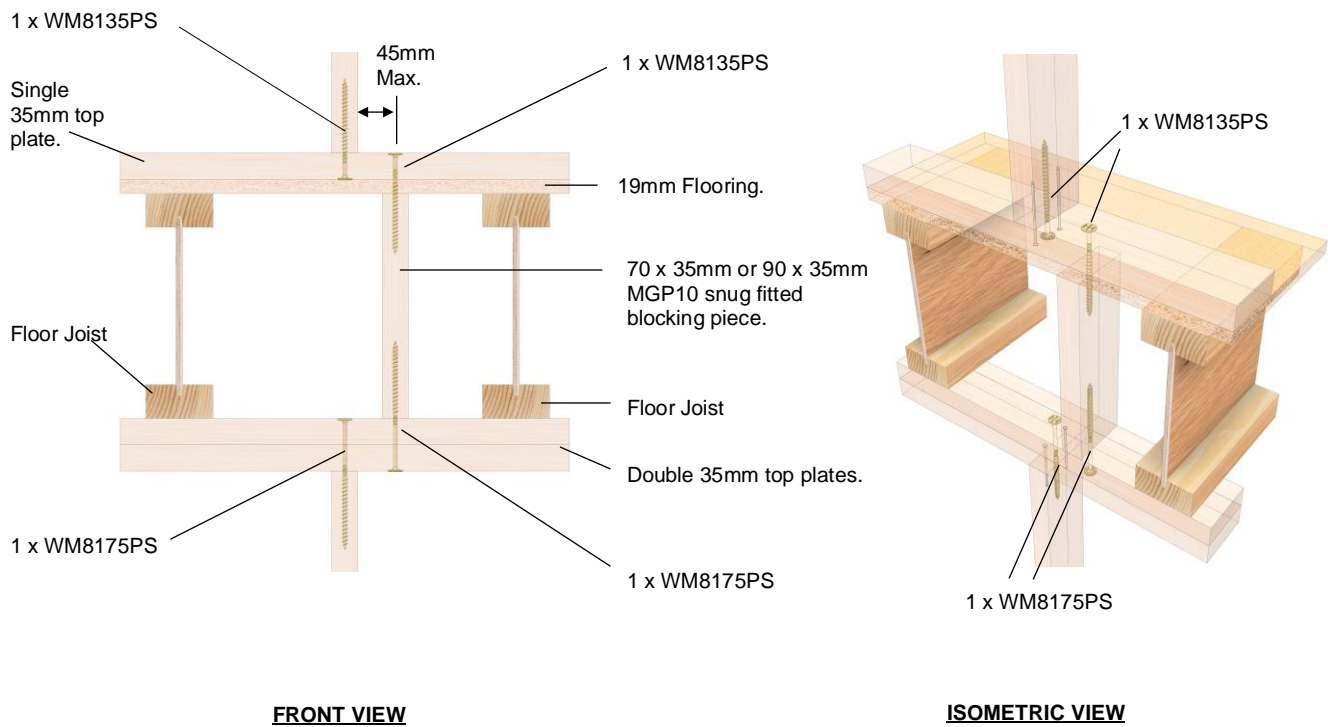 1 x WM8135PS
45mm
Max.
1 x WM8135PS
Single
35mm top
plate.
19mm Flooring.
70 x 35mm or 90 x 35mm
MGP10 snug fitted
blocking piece.
Floor Joist
Floor Joist
Double 35mm top plates.
1 x WM8175PS
1 x WM8175PS
FRONT VIEW
1 x WM8135PS
1 x WM8175PS
ISOMETRIC VIEW